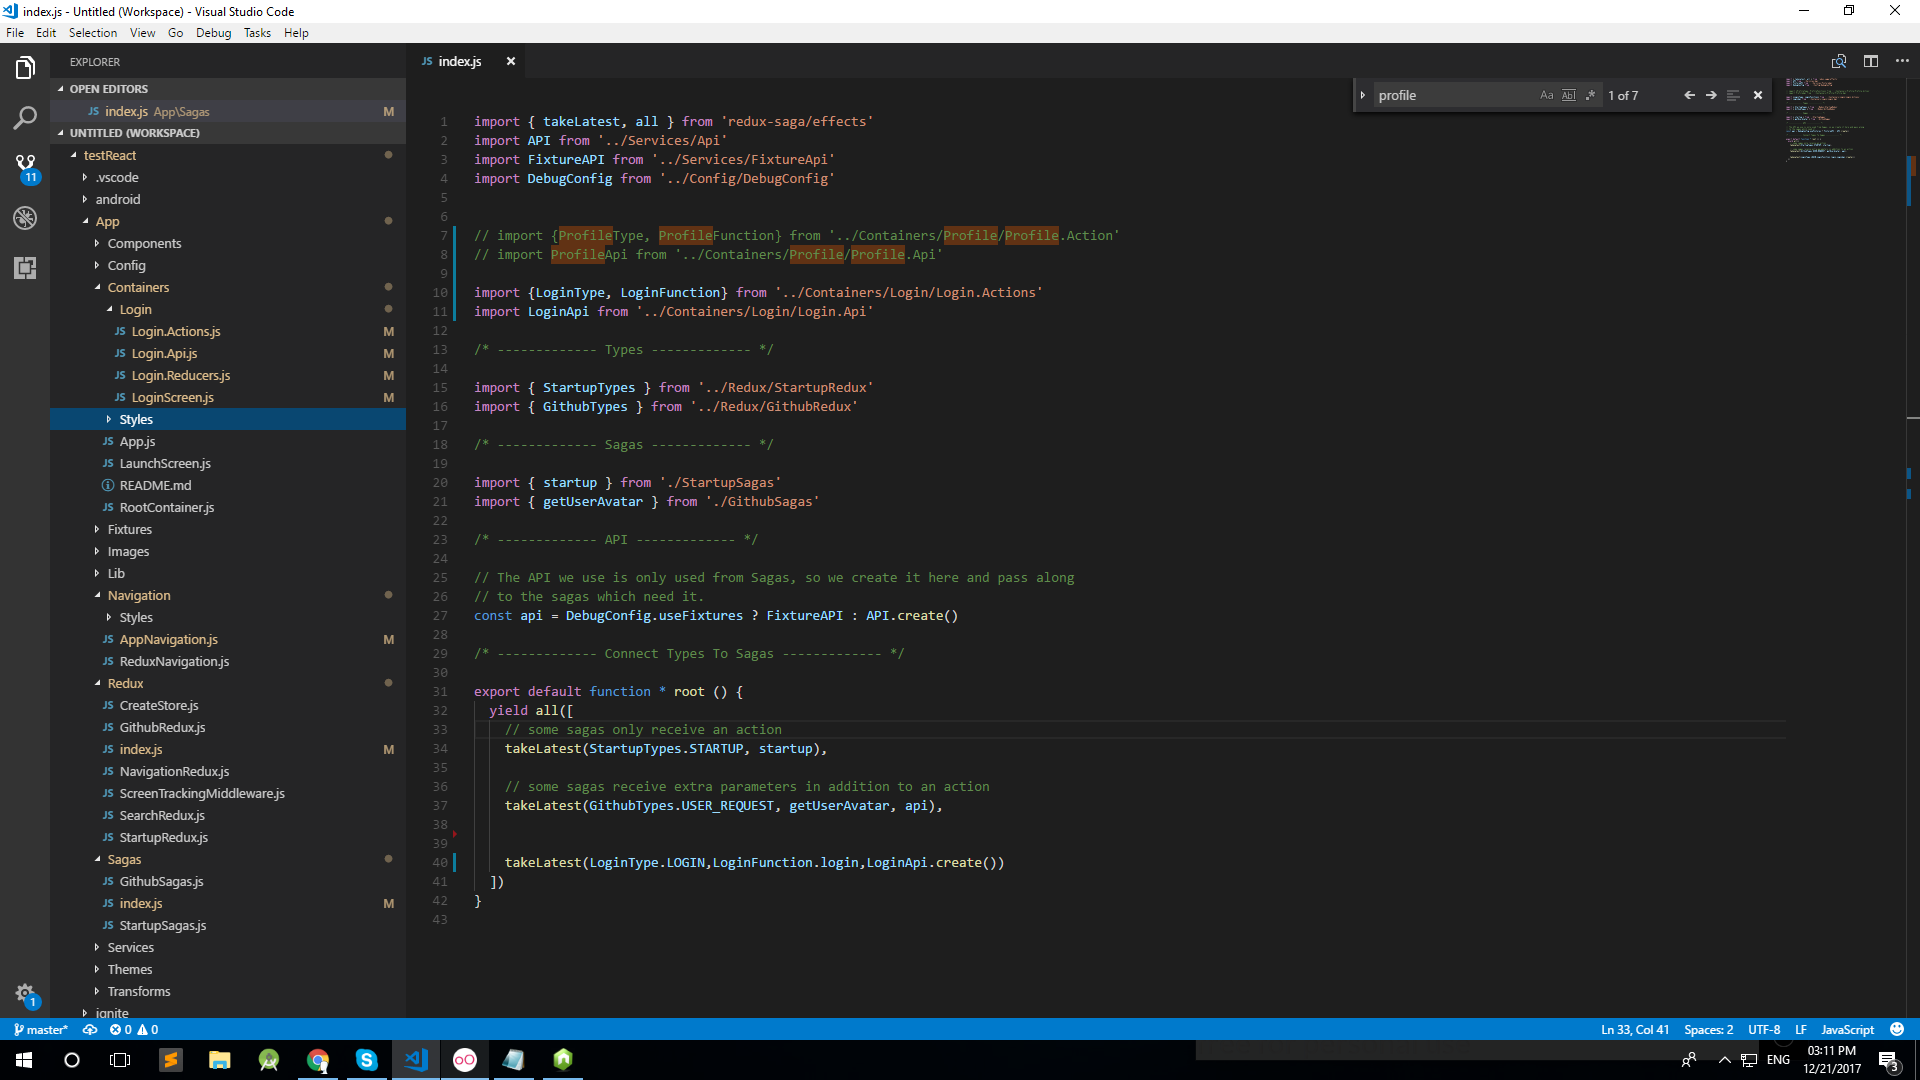 index.js - Untitled (Workspace) - Visual Studio Code
File Edit Selection View Go Debug Tasks Help
EXPLORER
OPEN EDITORS
JS index.js App\Sagas M
UNTITLED (WORKSPACE)
testReact
.vscode
android
App
Components
Config
Containers
Login
JS Login.Actions.js M
JS Login.Api.js M
JS Login.Reducers.js M
JS LoginScreen.js M
Styles
JS App.js
JS LaunchScreen.js
README.md
JS RootContainer.js
Fixtures
Images
Lib
Navigation
Styles
JS AppNavigation.js M
JS ReduxNavigation.js
Redux
JS CreateStore.js
JS GithubRedux.js
JS index.js M
JS NavigationRedux.js
JS ScreenTrackingMiddleware.js
JS SearchRedux.js
JS StartupRedux.js
Sagas
JS GithubSagas.js
JS index.js M
JS StartupSagas.js
Services
Themes
Transforms
ignite
11
1
JS index.js
profile Aa Abl .* 1 of 7
1 import { takeLatest, all } from 'redux-saga/effects'
2 import API from '../Services/Api'
3 import FixtureAPI from '../Services/FixtureApi'
4 import DebugConfig from '../Config/DebugConfig'
5
6
7 // import {ProfileType, ProfileFunction} from '../Containers/Profile/Profile.Action'
8 // import ProfileApi from '../Containers/Profile/Profile.Api'
9
10 import {LoginType, LoginFunction} from '../Containers/Login/Login.Actions'
11 import LoginApi from '../Containers/Login/Login.Api'
12
13 /* ------------- Types ------------- */
14
15 import { StartupTypes } from '../Redux/StartupRedux'
16 import { GithubTypes } from '../Redux/GithubRedux'
17
18 /* ------------- Sagas ------------- */
19
20 import { startup } from './StartupSagas'
21 import { getUserAvatar } from './GithubSagas'
22
23 /* ------------- API ------------- */
24
25 // The API we use is only used from Sagas, so we create it here and pass along
26 // to the sagas which need it.
27 const api = DebugConfig.useFixtures ? FixtureAPI : API.create()
28
29 /* ------------- Connect Types To Sagas ------------- */
30
31 export default function * root () {
32 yield all([
33 // some sagas only receive an action
34 takeLatest(StartupTypes.STARTUP, startup),
35
36 // some sagas receive extra parameters in addition to an action
37 takeLatest(GithubTypes.USER_REQUEST, getUserAvatar, api),
38
39
40 takeLatest(LoginType.LOGIN,LoginFunction.login,LoginApi.create())
41 ])
42 }
43
master* 0 0 Ln 33, Col 41 Spaces: 2 UTF-8 LF JavaScript
ENG 03:11 PM
12/21/2017 3